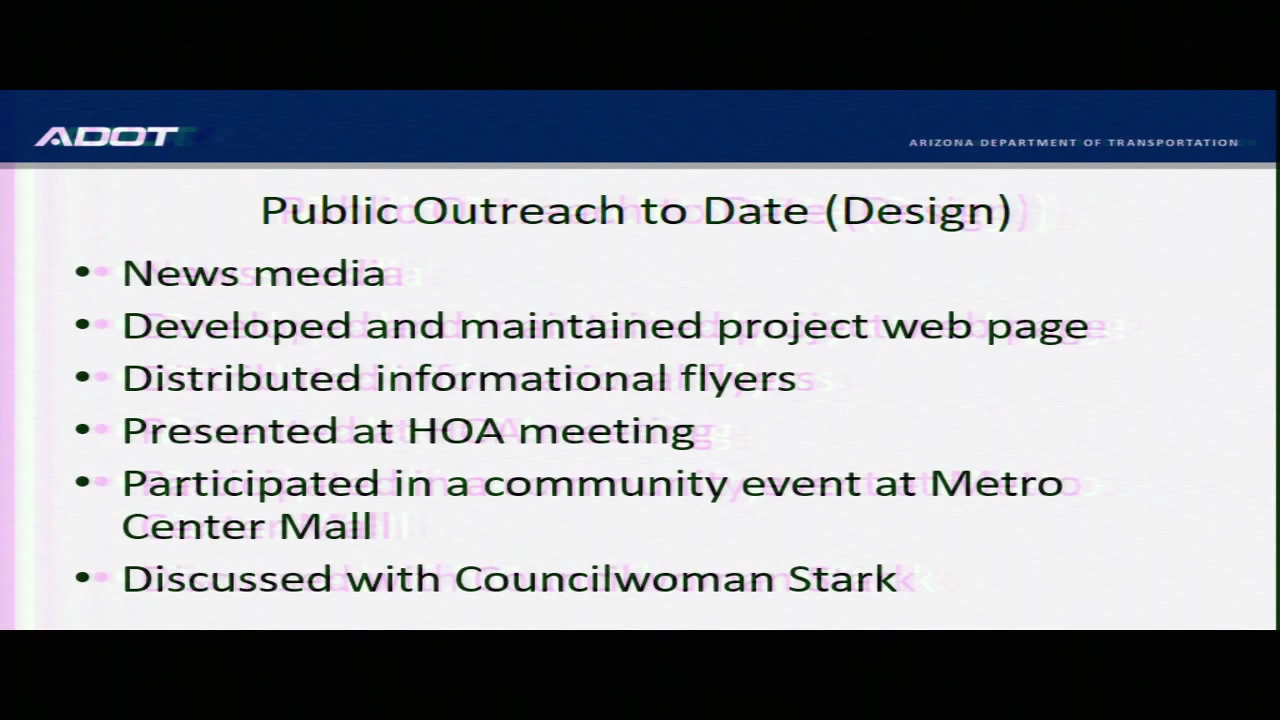 ADOT
ARIZONA DEPARTMENT OF TRANSPORTATION
Public Outreach to Date (Design)
• News media
• Developed and maintained project web page
• Distributed informational flyers
• Presented at HOA meeting
• Participated in a community event at Metro
Center Mall
• Discussed with Councilwoman Stark